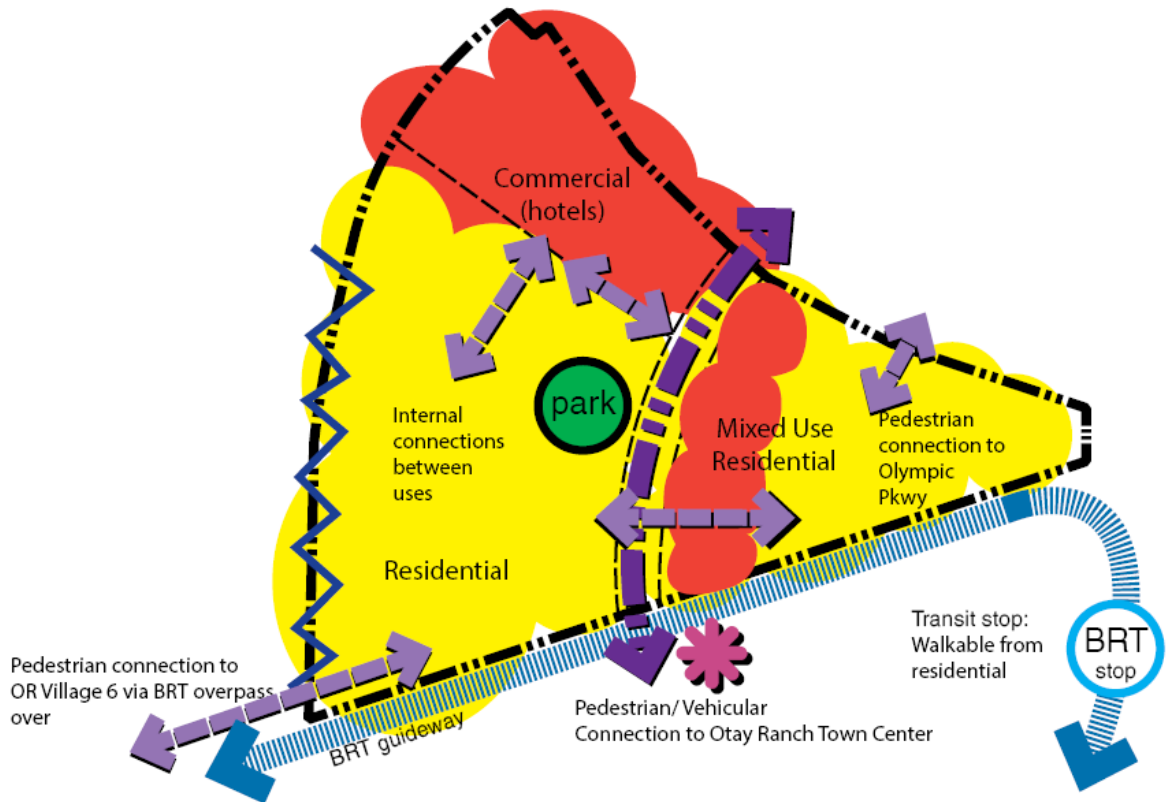 Commercial
(hotels)
park
Internal
connections
between
uses
Mixed Use
Residential
Pedestrian
connection to
Olympic
Pkwy
Residential
Transit stop:
Walkable from
residential
BRT
stop
Pedestrian connection to
OR Village 6 via BRT overpass
over
BRT guideway
Pedestrian/ Vehicular
Connection to Otay Ranch Town Center